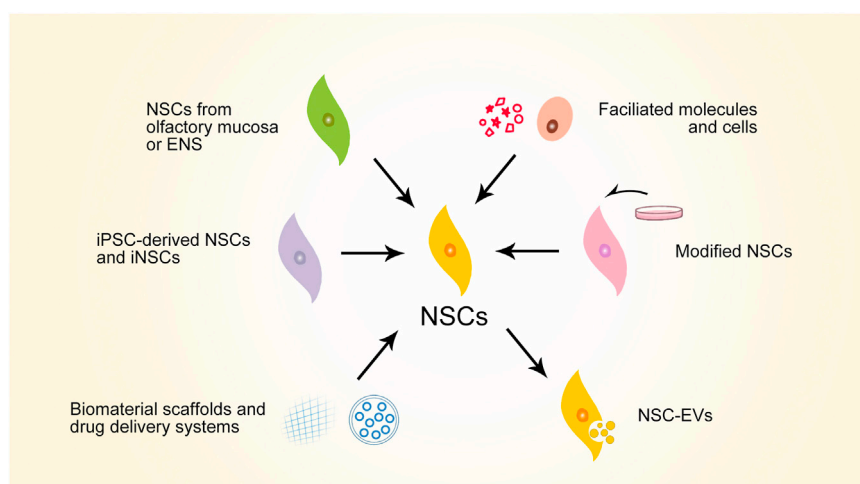 NSCs from
olfactory mucosa
or ENS
Faciliated molecules
and cells
iPSC-derived NSCs
and iNSCs
Modified NSCs
NSCs
Biomaterial scaffolds and
drug delivery systems
NSC-EVs